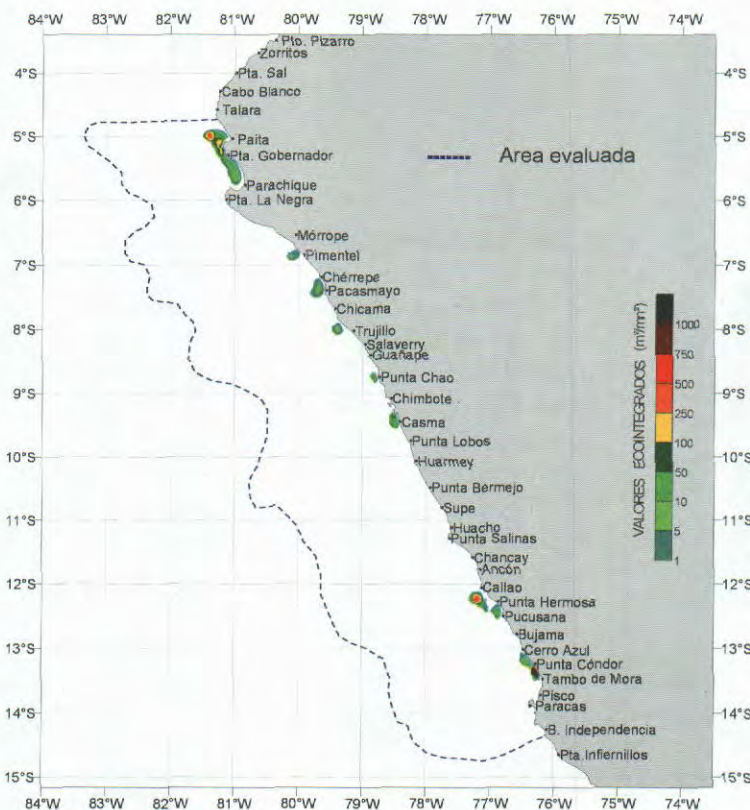 84°W 83°W 82°W 81°W 80°W 79°W 78°W 77°W 76°W 75°W 74°W
Pto. Pizarro
Zorritos
4°S Pta. Sal 4°S
Cabo Blanco
Talara
5°S Paita 5°S
Area evaluada
Pta. Gobernador
Parachique
6°S Pta. La Negra 6°S
Mórrope
Pimentel
7°S 7°S
Chérrepe
Pacasmayo
Chicama
8°S Trujillo 8°S
Salaverry
Guañape
Punta Chao
9°S 9°S
Chimbote
Casma
Punta Lobos
10°S Huarmey 10°S
Punta Bermejo
Supe
11°S 11°S
Huacho
Punta Salinas
Chancay
Ancón
12°S Callao 12°S
Punta Hermosa
Pucusana
Bujama
13°S 13°S
Cerro Azul
Punta Cóndor
Tambo de Mora
Pisco
Paracas
14°S 14°S
B. Independencia
Pta. Infiernillos
15°S 15°S
84°W 83°W 82°W 81°W 80°W 79°W 78°W 77°W 76°W 75°W 74°W
VALORES ECOINTEGRADOS (m²/mn²)
1000
750
500
250
100
50
10
5
1